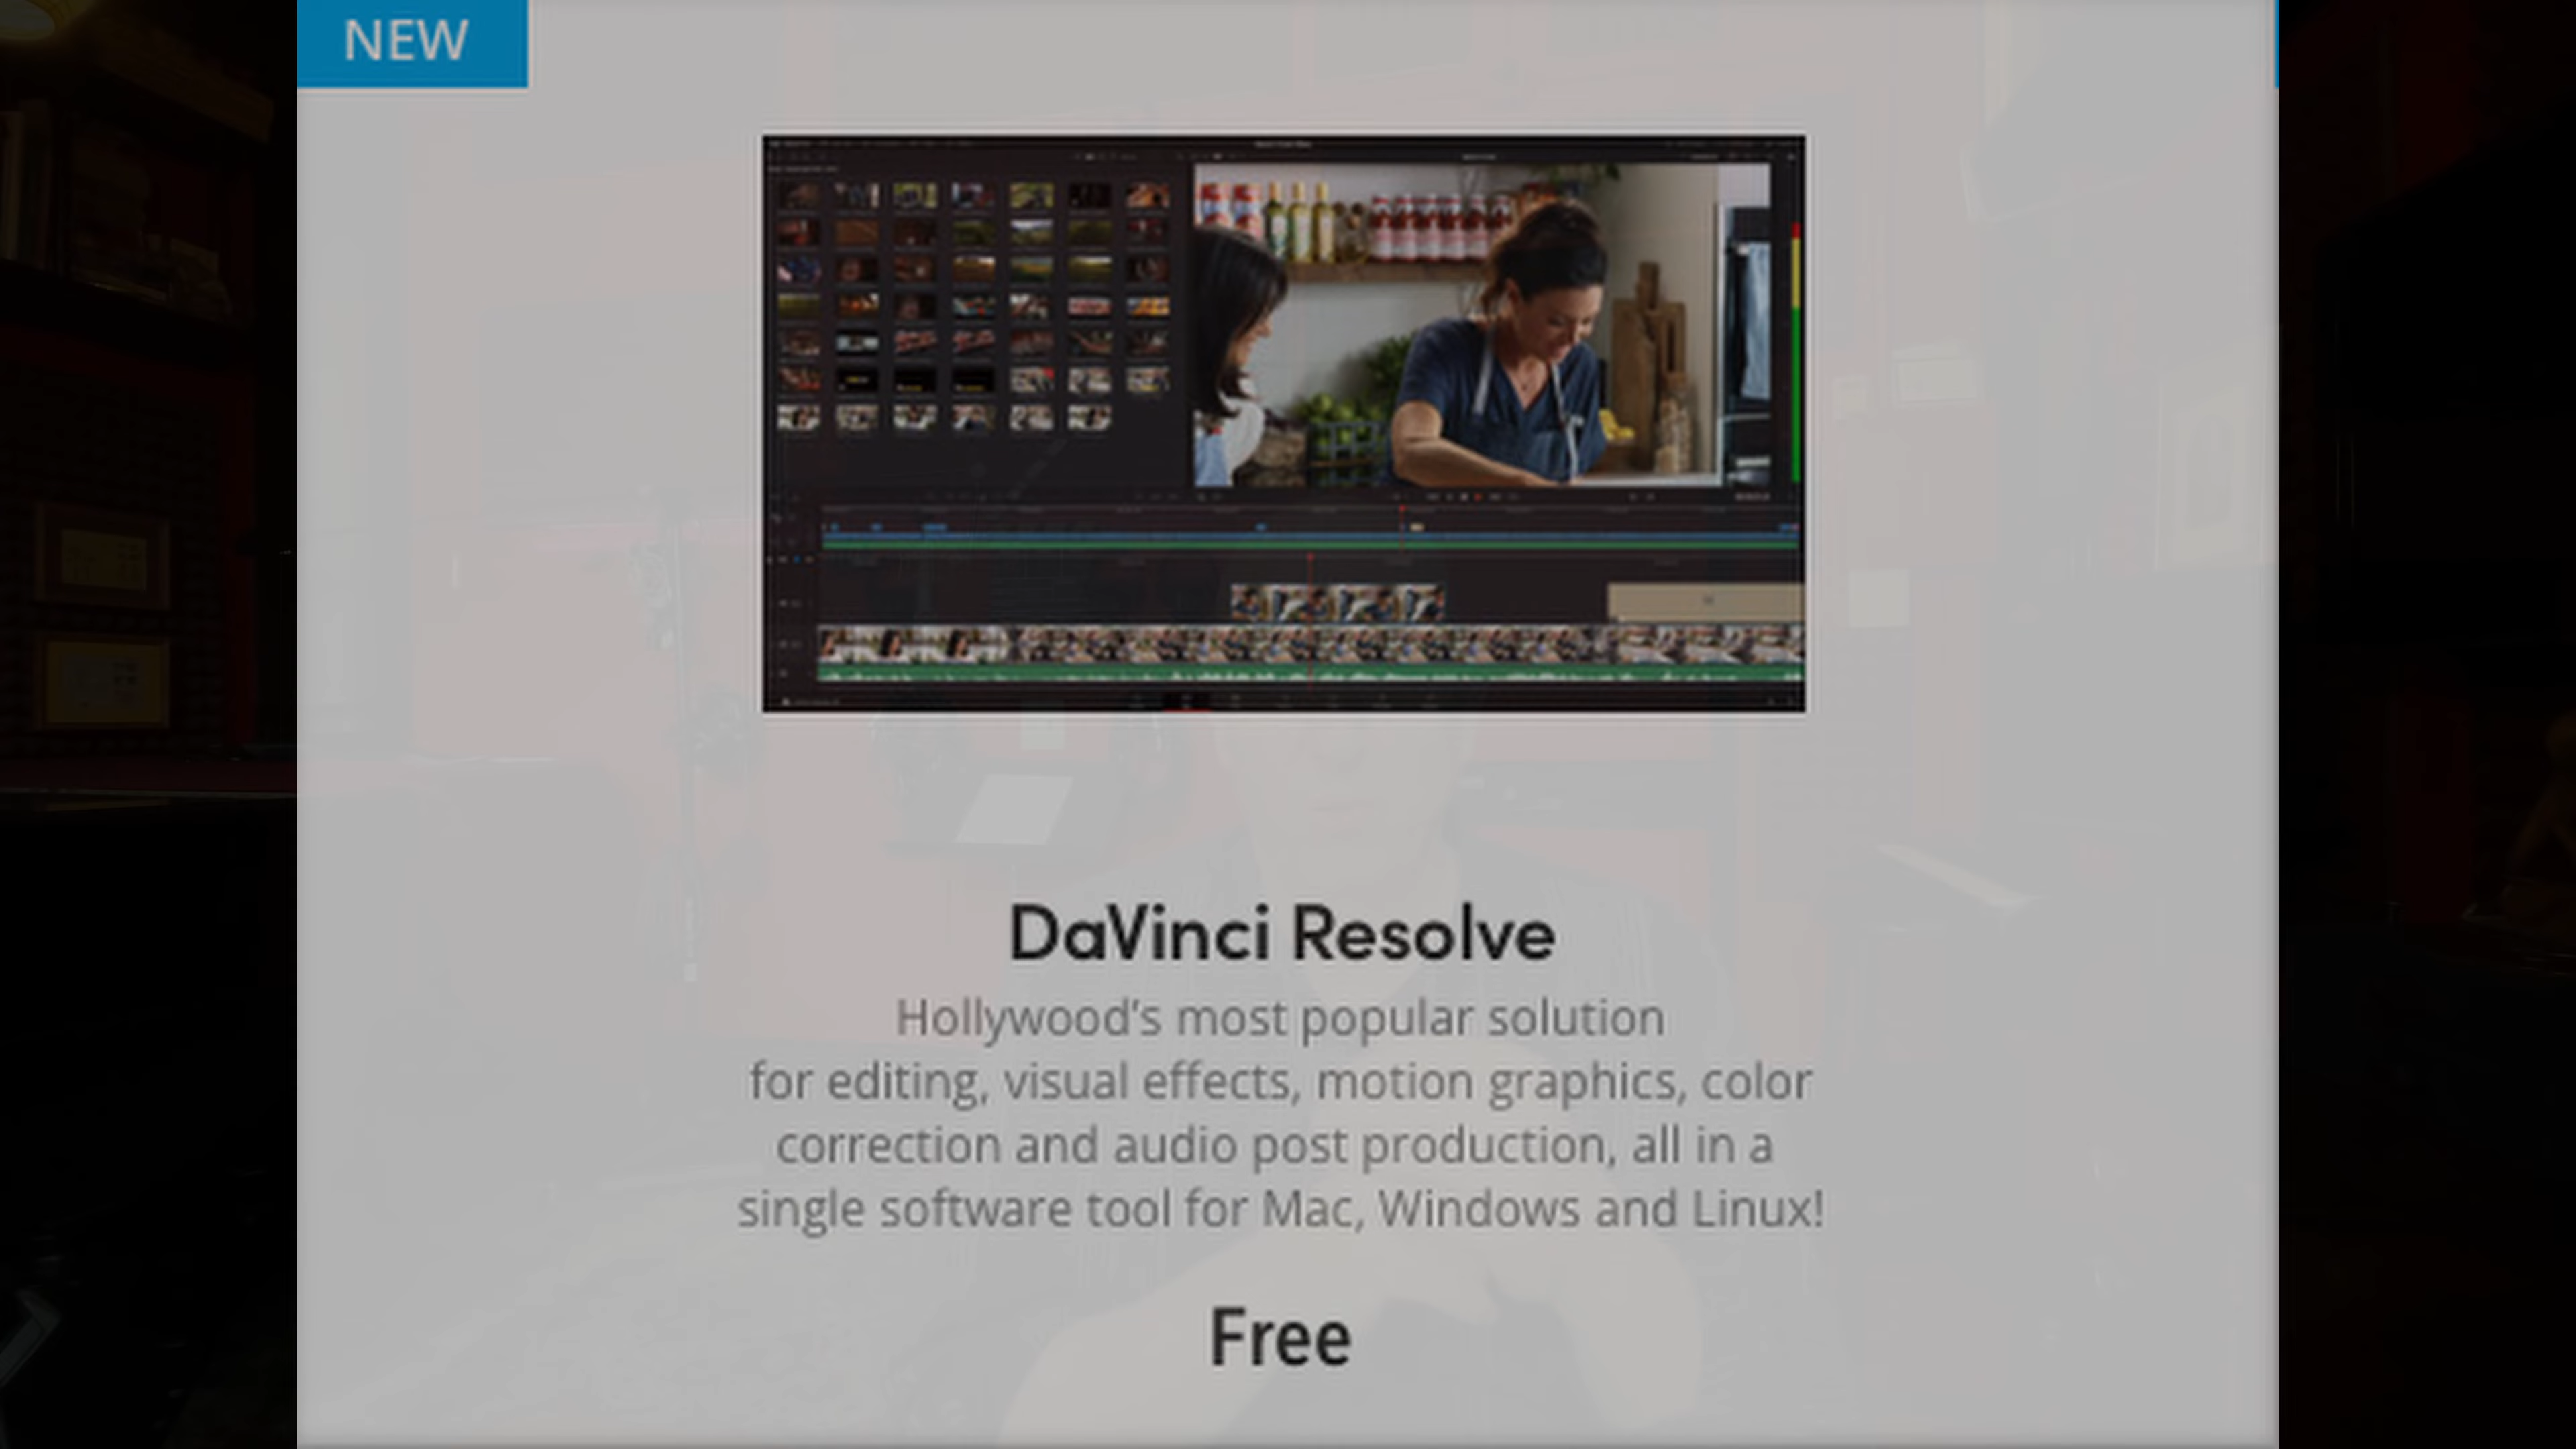 NEW
DaVinci Resolve
Hollywood's most popular solution
for editing, visual effects, motion graphics, color
correction and audio post production, all in a
single software tool for Mac, Windows and Linux!
Free